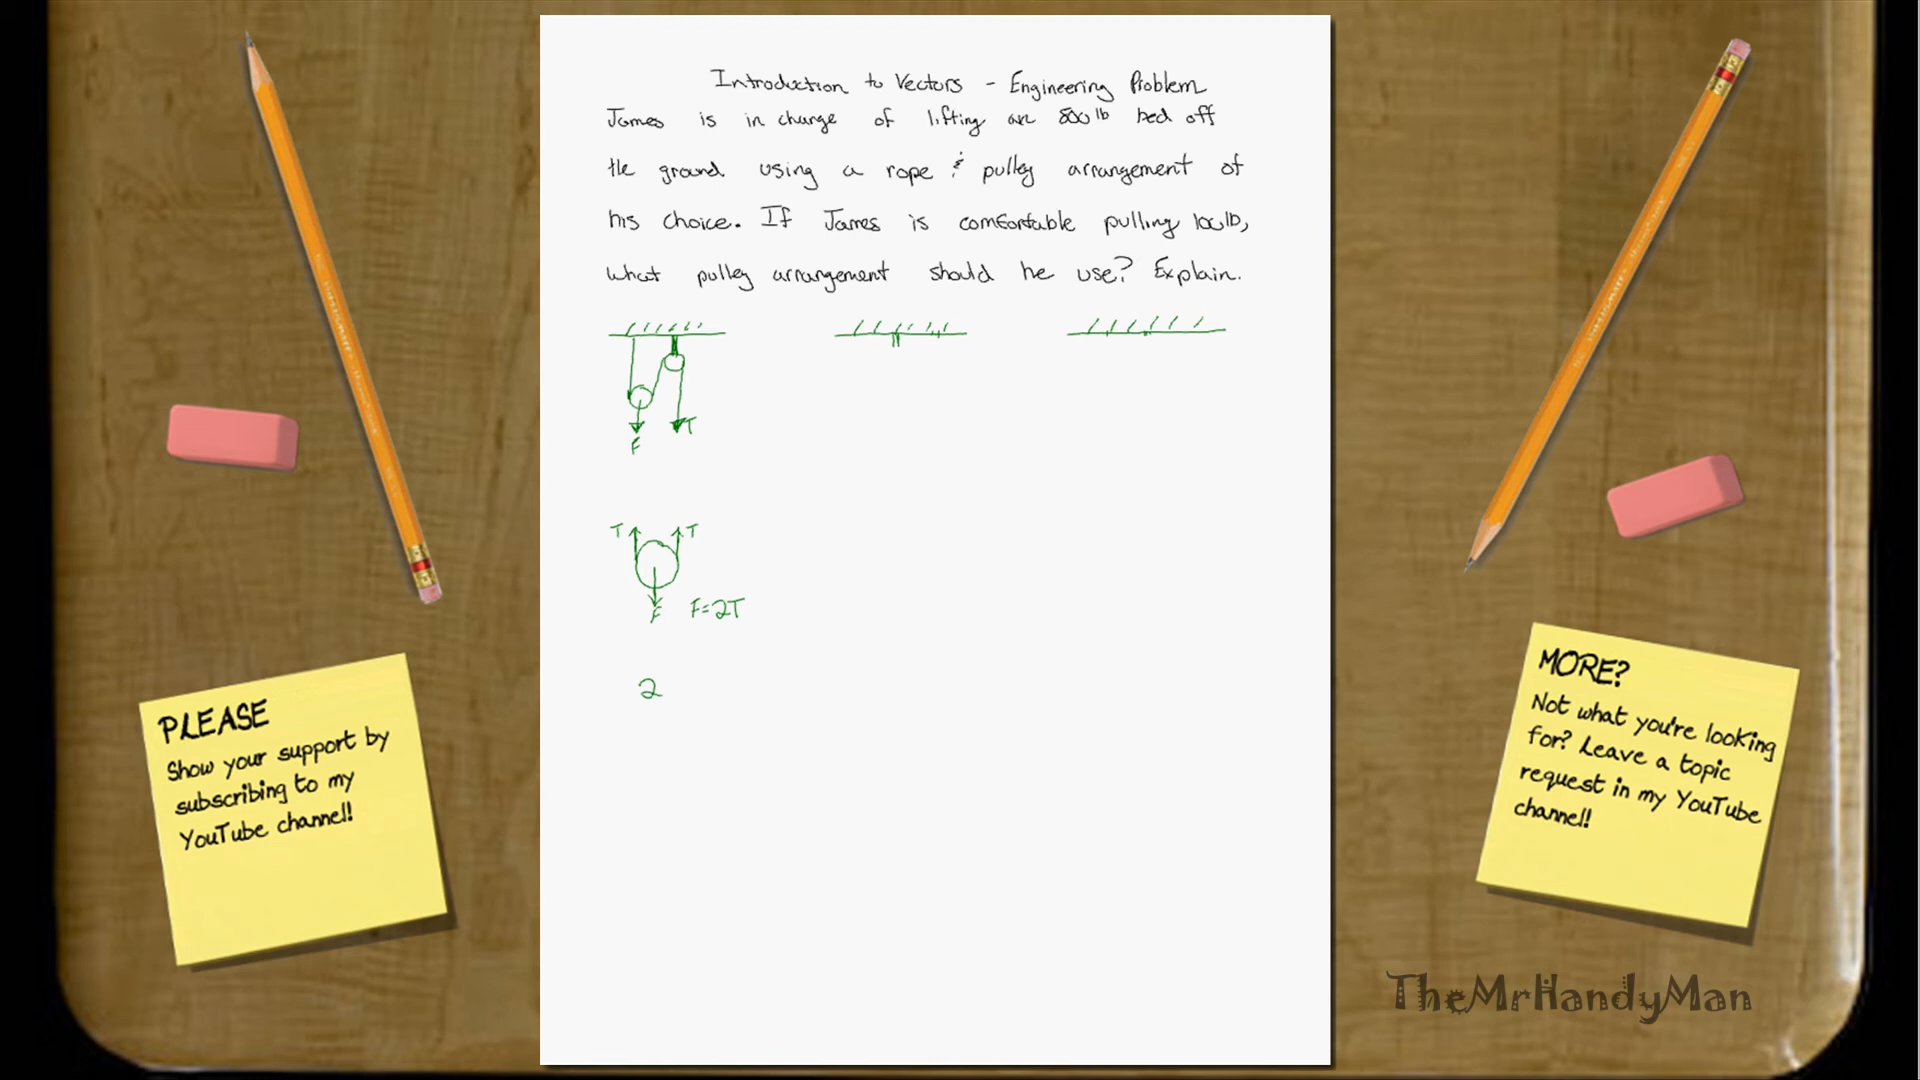 Introduction to Vectors - Engineering Problem
James is in charge of lifting an 800 lb bed off
the ground using a rope & pulley arrangement of
his choice. If James is comfortable pulling 100lb,
what pulley arrangement should he use? Explain.
T
F
T T
F F=2T
2
PLEASE
Show your support by
subscribing to my
YouTube channel!
MORE?
Not what you're looking
for? Leave a topic
request in my YouTube
channel!
TheMrHandyMan